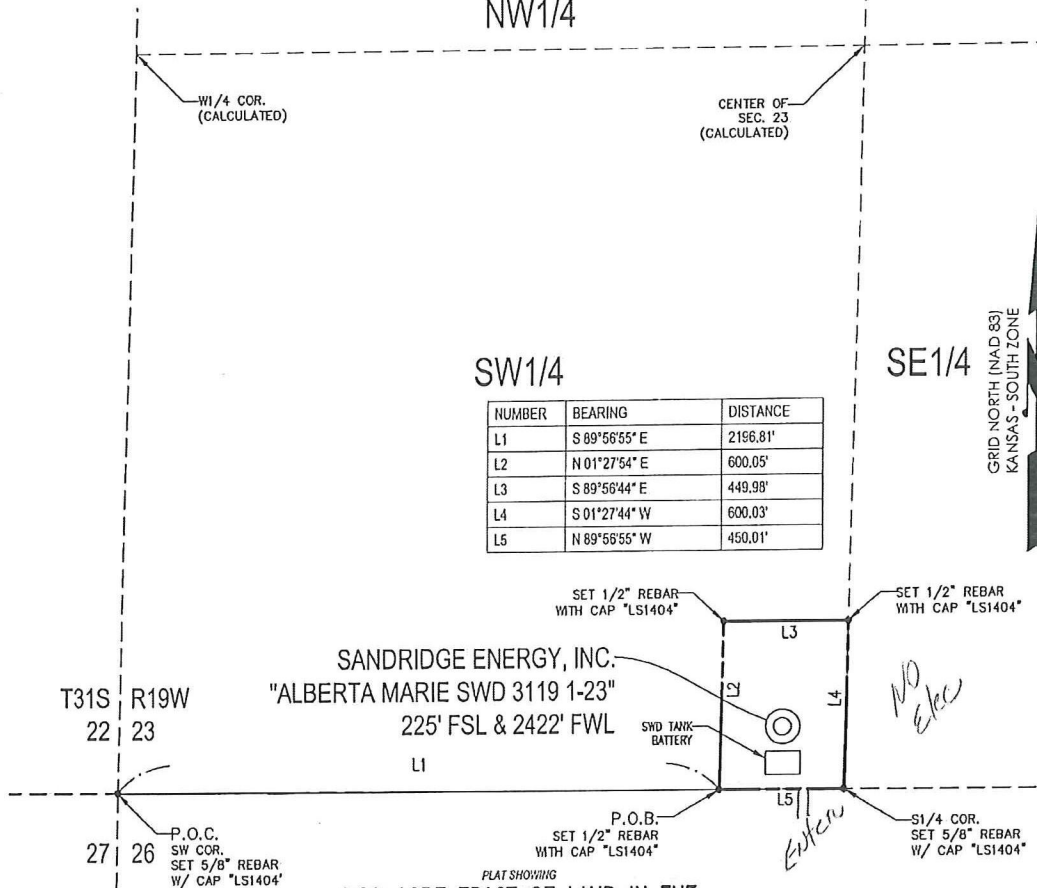 NW1/4
W1/4 COR.
(CALCULATED)
CENTER OF
SEC. 23
(CALCULATED)
GRID NORTH (NAD 83)
KANSAS - SOUTH ZONE
SW1/4
SE1/4
NUMBER BEARING DISTANCE
L1 S 89°56'55" E 2196.81'
L2 N 01°27'54" E 600.05'
L3 S 89°56'44" E 449.98'
L4 S 01°27'44" W 600.03'
L5 N 89°56'55" W 450.01'
SET 1/2" REBAR
WITH CAP "LS1404"
SET 1/2" REBAR
WITH CAP "LS1404"
L3
SANDRIDGE ENERGY, INC.
"ALBERTA MARIE SWD 3119 1-23"
225' FSL & 2422' FWL
L2
L4
NO
Elec
SWD TANK
BATTERY
T31S R19W
22 23
L1
L5
P.O.C.
SW COR.
SET 5/8" REBAR
W/ CAP "LS1404'
27 26
P.O.B.
SET 1/2" REBAR
WITH CAP "LS1404"
Enter
S1/4 COR.
SET 5/8" REBAR
W/ CAP "LS1404"
PLAT SHOWING